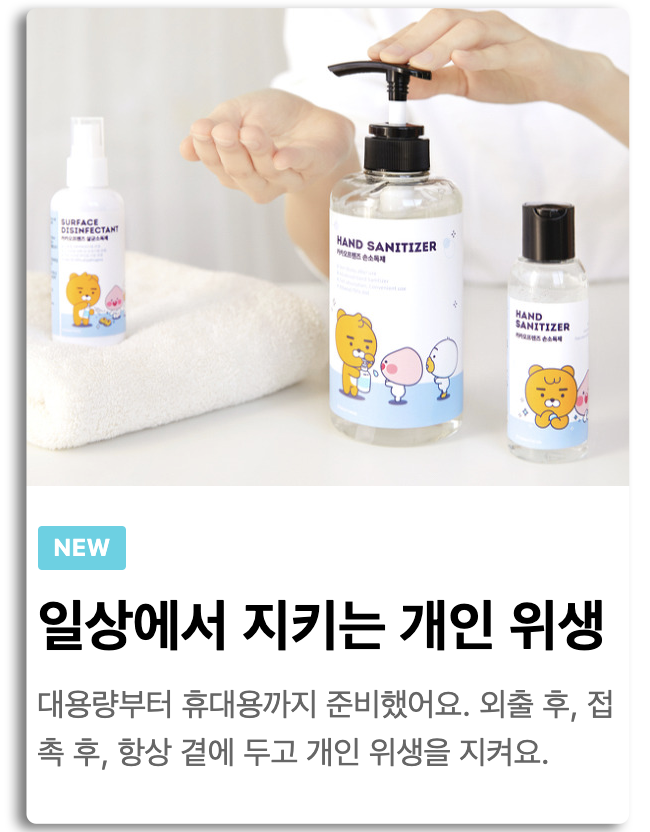 SURFACE
DISINFECTANT
카카오프렌즈 살균소독제
HAND SANITIZER
카카오프렌즈 손소독제
HAND
SANITIZER
카카오프렌즈 손소독제
NEW
일상에서 지키는 개인 위생
대용량부터 휴대용까지 준비했어요. 외출 후, 접
촉 후, 항상 곁에 두고 개인 위생을 지켜요.